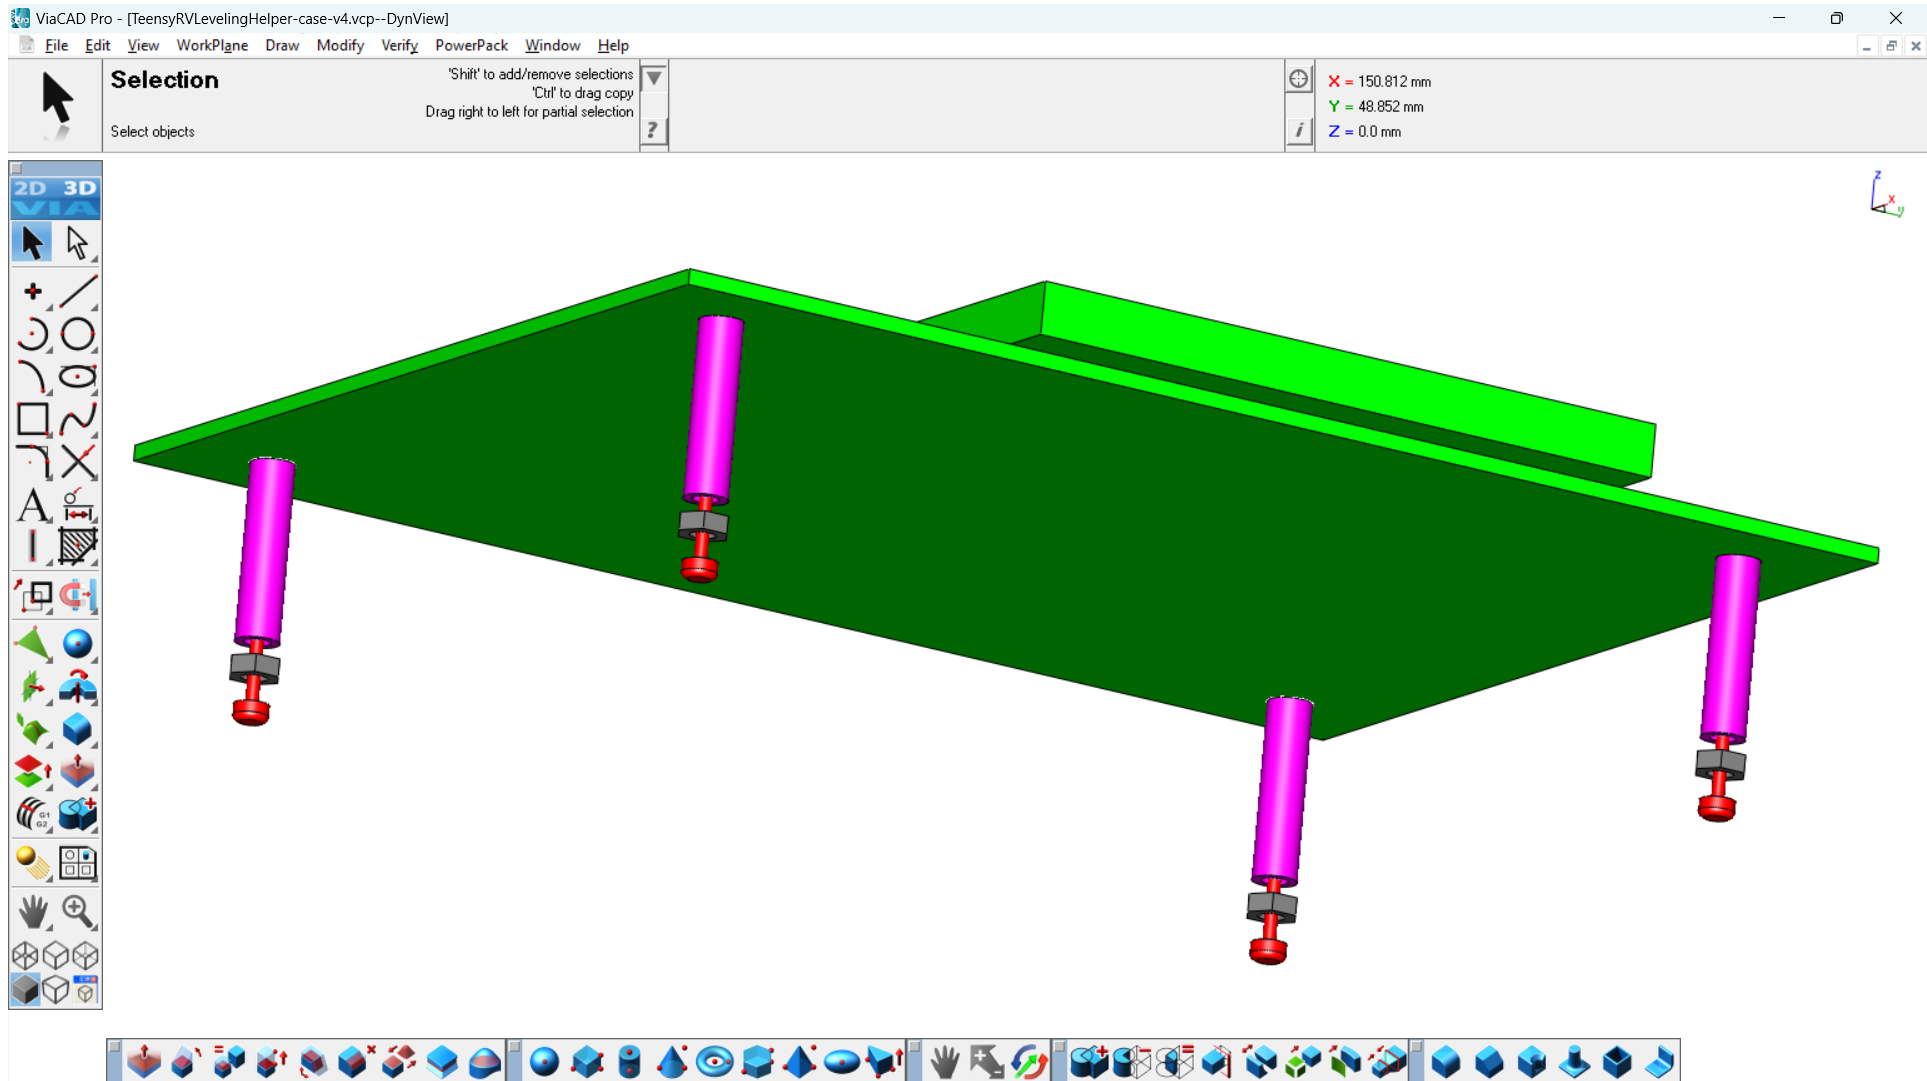 ViaCAD Pro - [TeensyRVLevelingHelper-case-v4.vcp--DynView]
File Edit View WorkPlane Draw Modify Verify PowerPack Window Help
Selection
'Shift' to add/remove selections
'Ctrl' to drag copy
Drag right to left for partial selection
Select objects
?
i
X = 150.812 mm
Y = 48.852 mm
Z = 0.0 mm
2D 3D
VIA
A
G1
G2
z
x
y